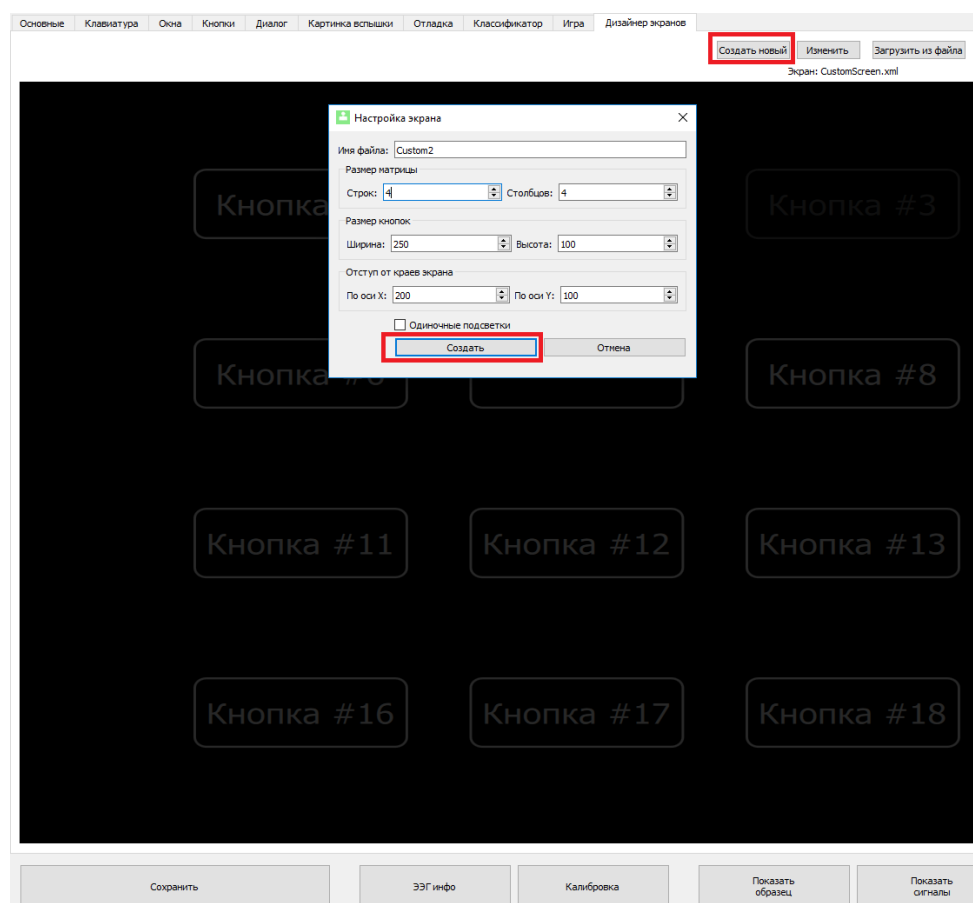 Основные Клавиатура Окна Кнопки Диалог Картинка вспышки Отладка Классификатор Игра Дизайнер экранов
Создать новый Изменить Загрузить из файла
Экран: CustomScreen.xml
Настройка экрана
Имя файла: Custom2
Размер матрицы
Строк: 4 Столбцов: 4
Размер кнопок
Ширина: 250 Высота: 100
Отступ от краев экрана
По оси X: 200 По оси Y: 100
Одиночные подсветки
Создать Отмена
Кнопка #3
Кнопка #6 Кнопка #8
Кнопка #11 Кнопка #12 Кнопка #13
Кнопка #16 Кнопка #17 Кнопка #18
Сохранить ЭЭГ инфо Калибровка Показать образец Показать сигналы